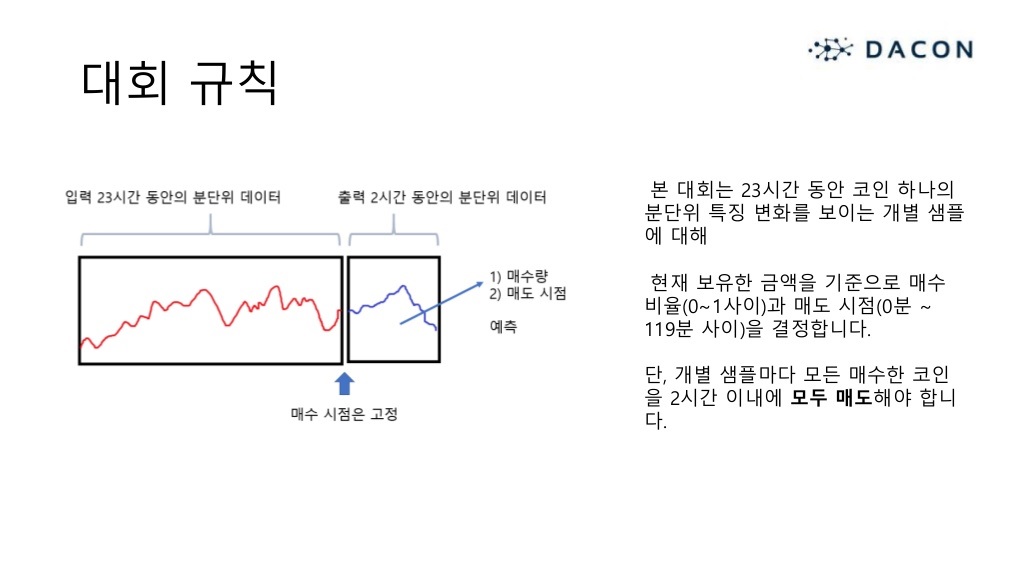 DACON
대회 규칙
입력 23시간 동안의 분단위 데이터
출력 2시간 동안의 분단위 데이터
1) 매수량
2) 매도 시점
예측
매수 시점은 고정
본 대회는 23시간 동안 코인 하나의
분단위 특징 변화를 보이는 개별 샘플
에 대해
현재 보유한 금액을 기준으로 매수
비율(0~1사이)과 매도 시점(0분 ~
119분 사이)을 결정합니다.
단, 개별 샘플마다 모든 매수한 코인
을 2시간 이내에 모두 매도해야 합니
다.